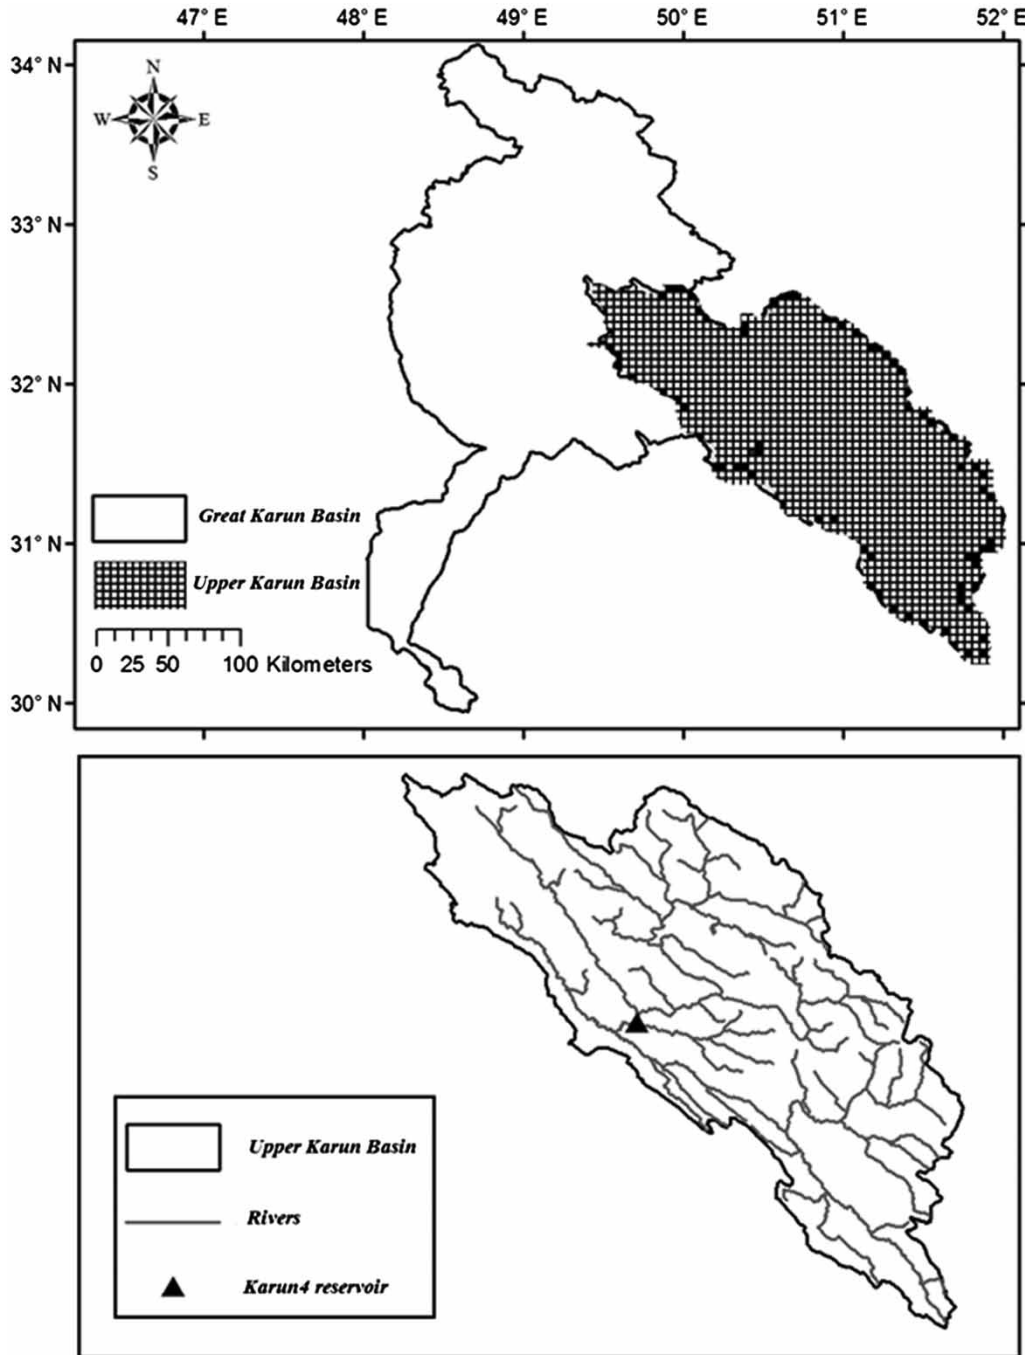 47° E 48° E 49° E 50° E 51° E 52° E
34° N
N
W E
S
33° N
32° N
31° N
30° N
Great Karun Basin
Upper Karun Basin
0 25 50 100 Kilometers
Upper Karun Basin
Rivers
Karun4 reservoir